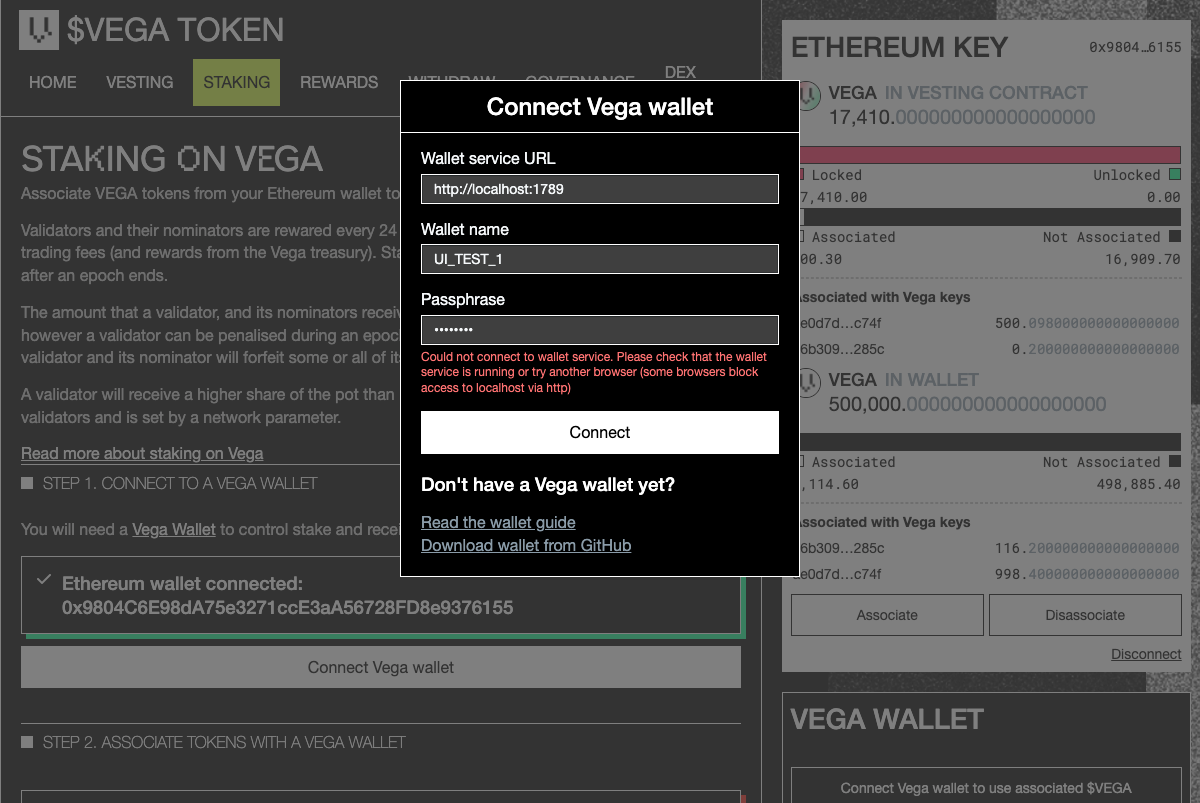 $VEGA TOKEN
HOME VESTING STAKING REWARDS WITHDRAW GOVERNANCE DEX
STAKING ON VEGA
Associate VEGA tokens from your Ethereum wallet to
Validators and their nominators are rewarded every 24
trading fees (and rewards from the Vega treasury). Sta
after an epoch ends.
The amount that a validator, and its nominators receiv
however a validator can be penalised during an epoc
validator and its nominator will forfeit some or all of it
A validator will receive a higher share of the pot than
validators and is set by a network parameter.
Read more about staking on Vega
STEP 1. CONNECT TO A VEGA WALLET
You will need a Vega Wallet to control stake and recei
Ethereum wallet connected:
0x9804C6E98dA75e3271ccE3aA56728FD8e9376155
Connect Vega wallet
STEP 2. ASSOCIATE TOKENS WITH A VEGA WALLET
Connect Vega wallet
Wallet service URL
http://localhost:1789
Wallet name
UI_TEST_1
Passphrase
••••••••
Could not connect to wallet service. Please check that the wallet
service is running or try another browser (some browsers block
access to localhost via http)
Connect
Don't have a Vega wallet yet?
Read the wallet guide
Download wallet from GitHub
ETHEREUM KEY 0x9804…6155
VEGA IN VESTING CONTRACT
17,410.000000000000000000
Locked Unlocked
7,410.00 0.00
Associated Not Associated
00.30 16,909.70
Associated with Vega keys
e0d7d…c74f 500.098000000000000000
6b309…285c 0.200000000000000000
VEGA IN WALLET
500,000.000000000000000000
Associated Not Associated
,114.60 498,885.40
Associated with Vega keys
6b309…285c 116.200000000000000000
e0d7d…c74f 998.400000000000000000
Associate Disassociate
Disconnect
VEGA WALLET
Connect Vega wallet to use associated $VEGA